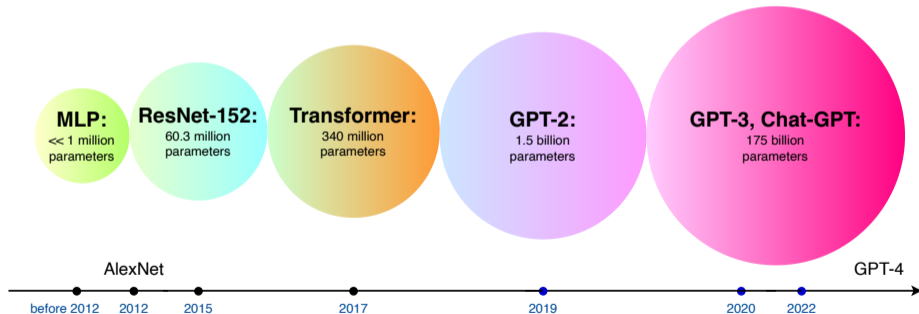 MLP:
<< 1 million
parameters
ResNet-152:
60.3 million
parameters
Transformer:
340 million
parameters
GPT-2:
1.5 billion
parameters
GPT-3, Chat-GPT:
175 billion
parameters
AlexNet
GPT-4
before 2012
2012
2015
2017
2019
2020
2022